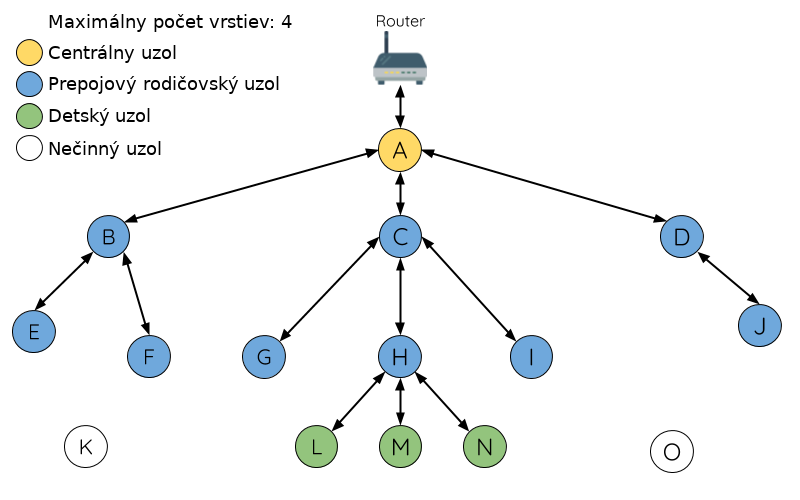 Maximálny počet vrstiev: 4
Router
Centrálny uzol
Prepojový rodičovský uzol
Detský uzol
Nečinný uzol
A
B
C
D
E
F
G
H
I
J
K
L
M
N
O